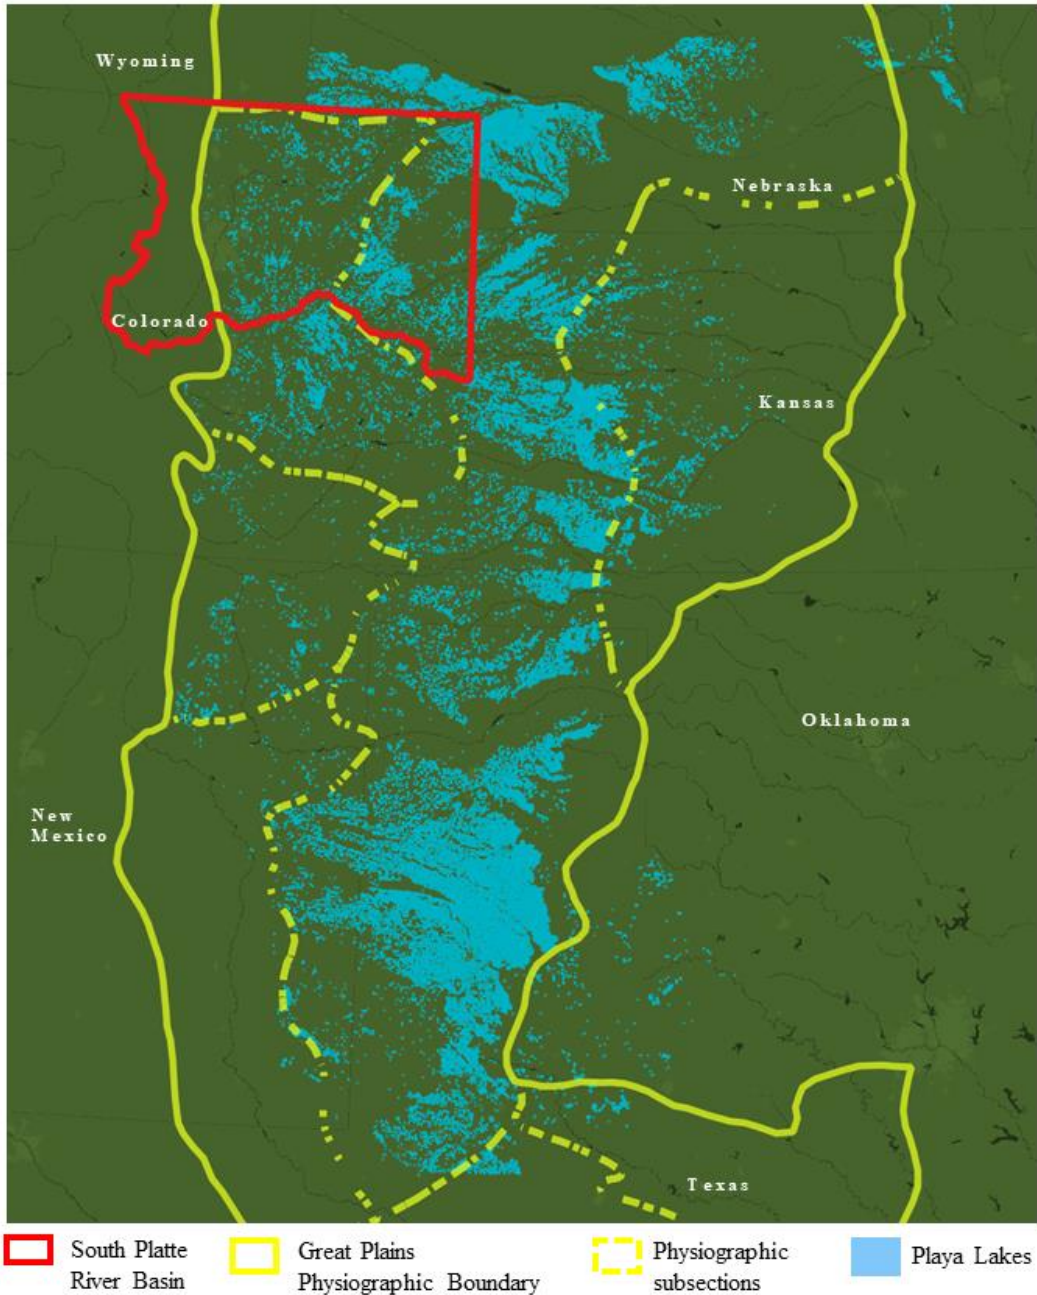 Wyoming
Nebraska
Colorado
Kansas
Oklahoma
New
Mexico
Texas
South Platte
River Basin
Great Plains
Physiographic Boundary
Physiographic
subsections
Playa Lakes